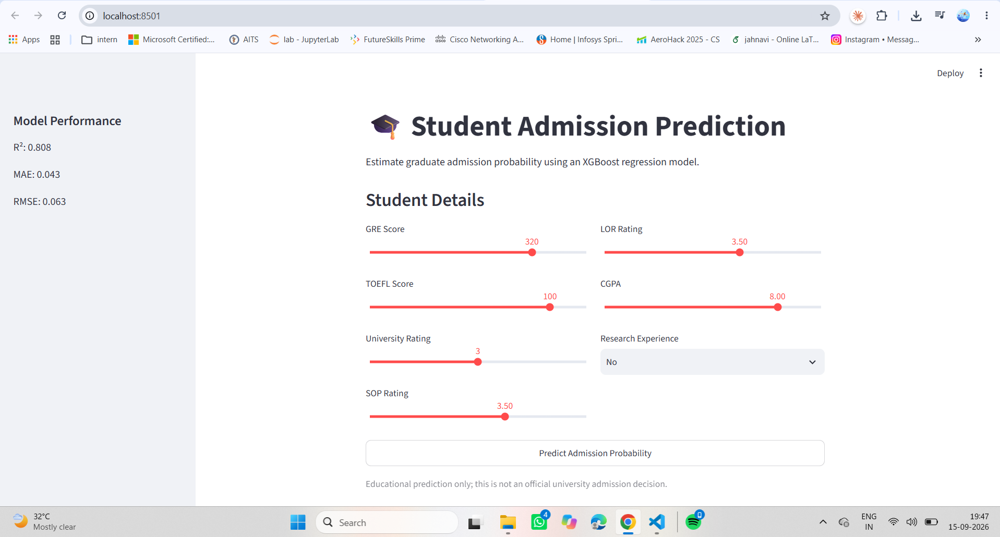 localhost:8501
Apps
intern
Microsoft Certified:...
AITS
lab - JupyterLab
FutureSkills Prime
cisco
Cisco Networking A...
Home | Infosys Spri...
AeroHack 2025 - CS
jahnavi - Online LaT...
Instagram • Messag...
Deploy
Model Performance
R²: 0.808
MAE: 0.043
RMSE: 0.063
Student Admission Prediction
Estimate graduate admission probability using an XGBoost regression model.
Student Details
GRE Score
320
LOR Rating
3.50
TOEFL Score
100
CGPA
8.00
University Rating
3
Research Experience
No
SOP Rating
3.50
Predict Admission Probability
Educational prediction only; this is not an official university admission decision.
32°C
Mostly clear
Search
4
ENG
IN
19:47
15-09-2026